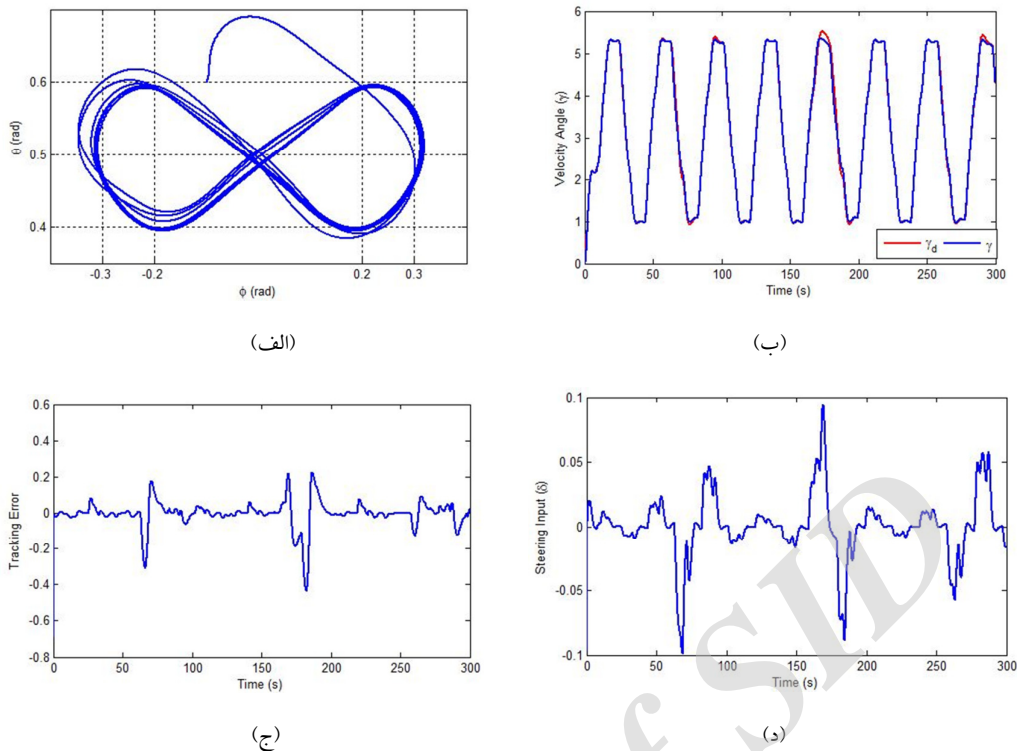 θ (rad)
0.6
0.5
0.4
-0.3 -0.2 0.2 0.3
φ (rad)
(الف)
Velocity Angle (γ)
6
5
4
3
2
1
0
0 50 100 150 200 250 300
Time (s)
γd γ
(ب)
Tracking Error
0.6
0.4
0.2
0
-0.2
-0.4
-0.6
-0.8
0 50 100 150 200 250 300
Time (s)
(ج)
Steering Input (δ)
0.1
0.05
0
-0.05
-0.1
0 50 100 150 200 250 300
Time (s)
(د)
of SID